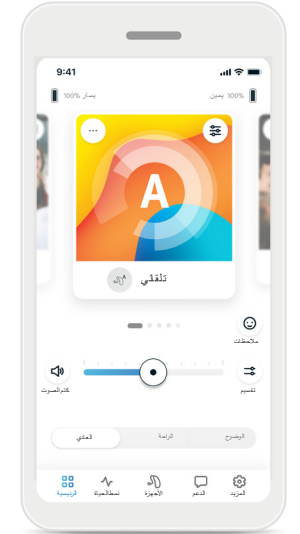 9:41
100% يمين
يسار 100%
A
تلقائي
ملاحظات
كتم الصوت
تقسيم
الوضوح
الراحة
العادي
المزيد
الدعم
الأجهزة
نمط الحياة
الرئيسية